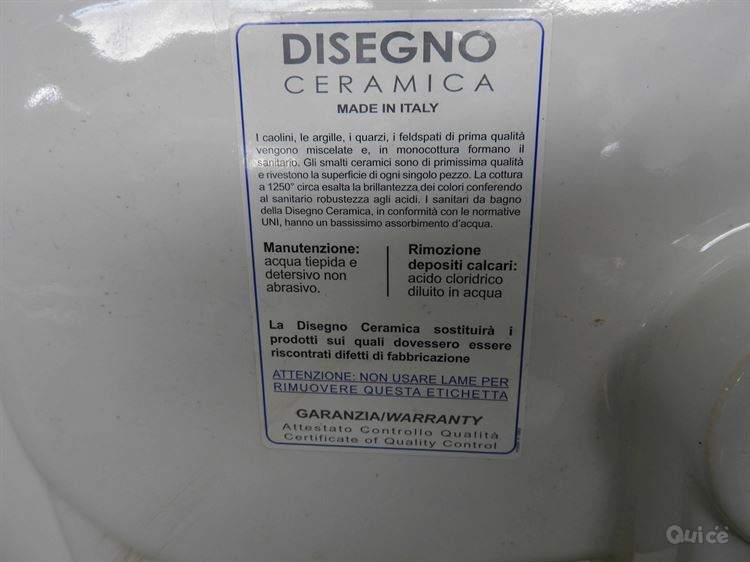 DISEGNO
CERAMICA
MADE IN ITALY
I caolini, le argille, i quarzi, i feldspati di prima qualità
vengono miscelate e, in monocottura formano il
sanitario. Gli smalti ceramici sono di primissima qualità
e rivestono la superficie di ogni singolo pezzo. La cottura
a 1250° circa esalta la brillantezza dei colori conferendo
al sanitario robustezza agli acidi. I sanitari da bagno
della Disegno Ceramica, in conformità con le normative
UNI, hanno un bassissimo assorbimento d'acqua.
Manutenzione:
acqua tiepida e
detersivo non
abrasivo.
Rimozione
depositi calcari:
acido cloridrico
diluito in acqua
La Disegno Ceramica sostituirà i
prodotti sui quali dovessero essere
riscontrati difetti di fabbricazione
ATTENZIONE: NON USARE LAME PER
RIMUOVERE QUESTA ETICHETTA
GARANZIA/WARRANTY
Attestato Controllo Qualità
Certificate of Quality Control
Quice